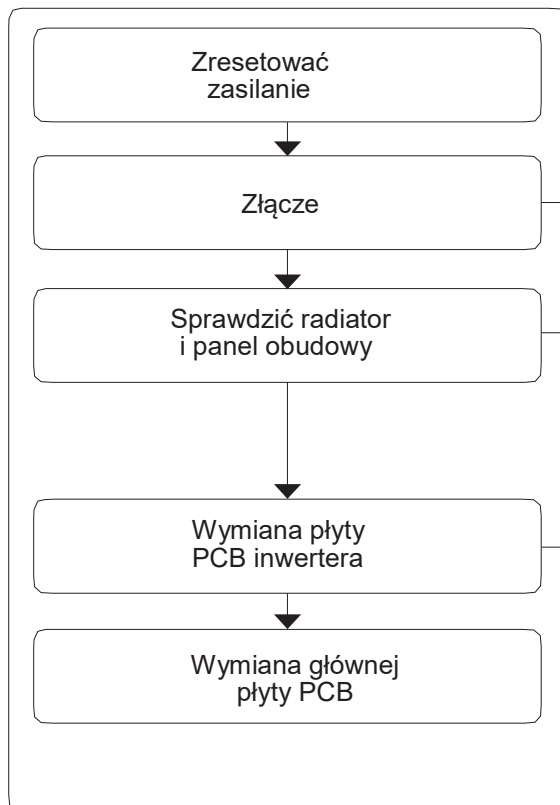 Zresetować
zasilanie
Złącze
Sprawdzić radiator
i panel obudowy
Wymiana płyty
PCB inwertera
Wymiana głównej
płyty PCB